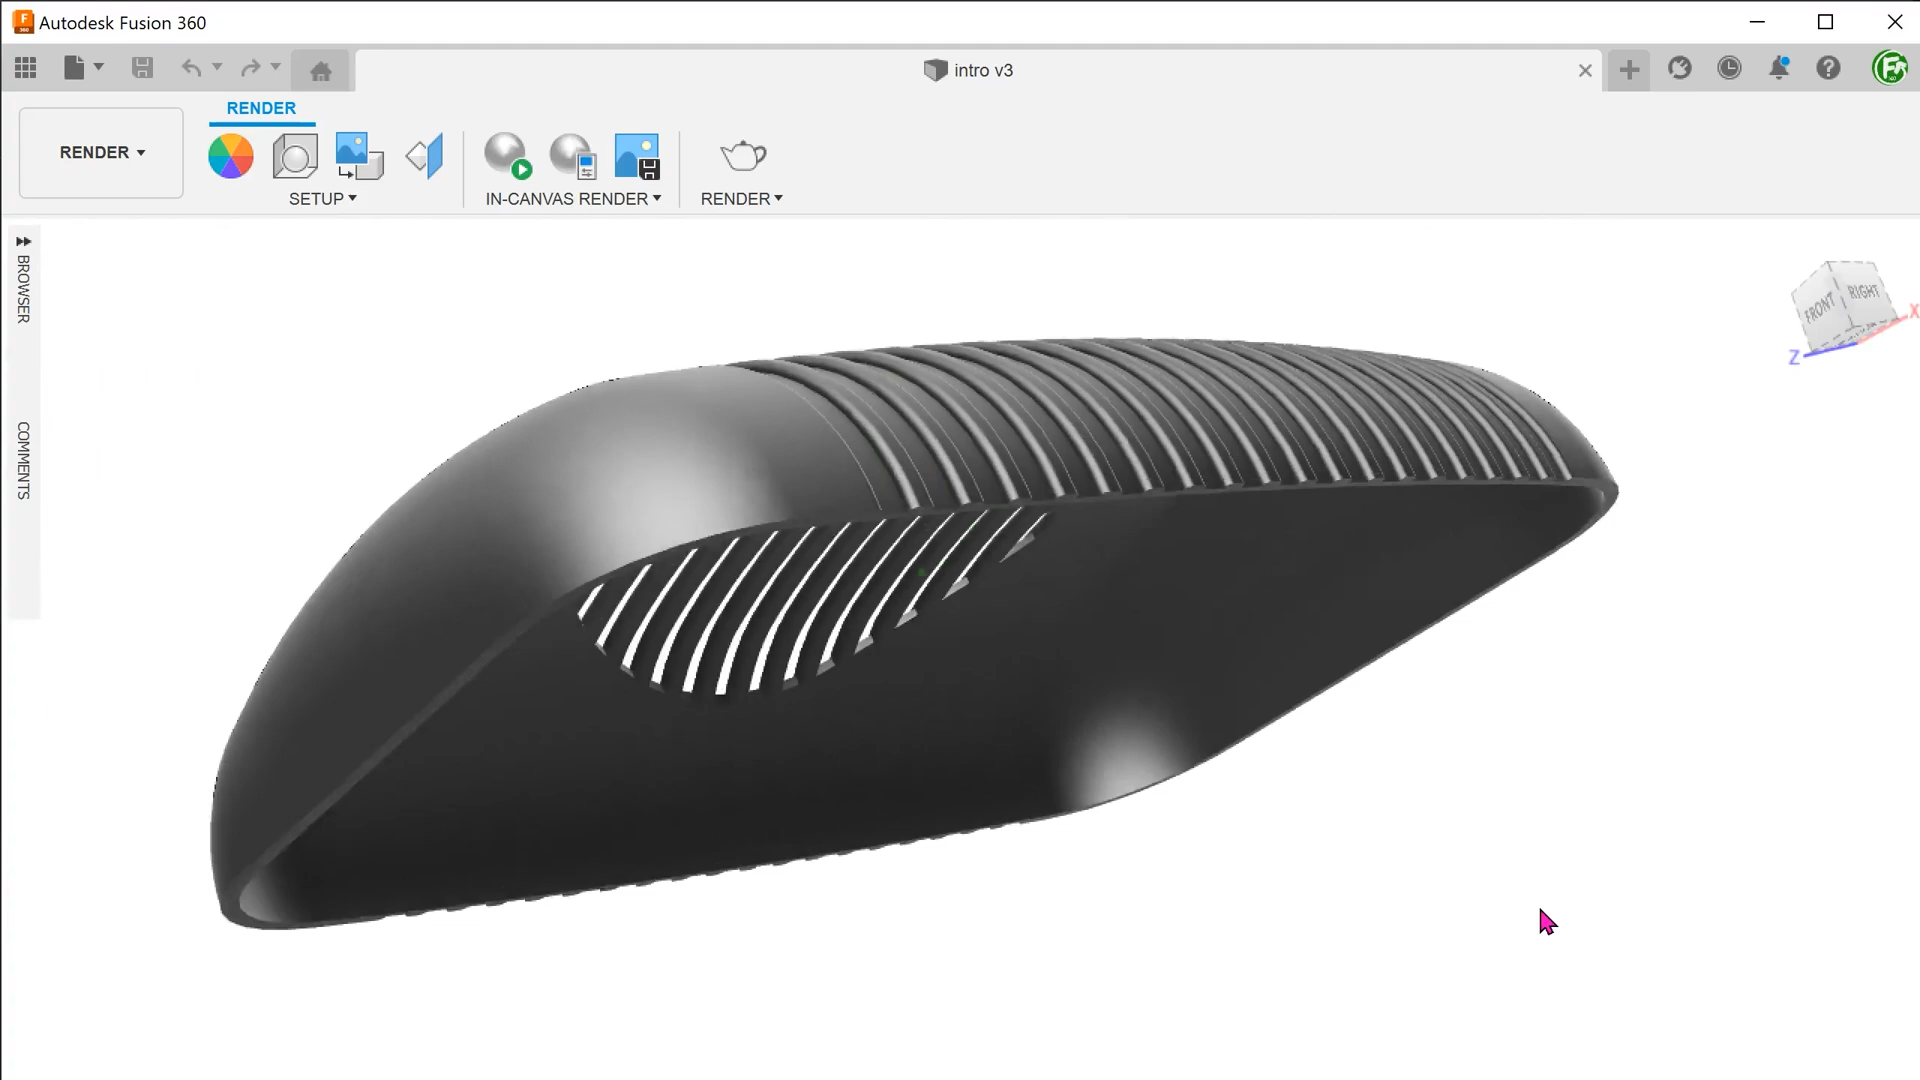 Autodesk Fusion 360
intro v3
RENDER
RENDER
SETUP
IN-CANVAS RENDER
RENDER
BROWSER
COMMENTS
FRONT
RIGHT
X
Z